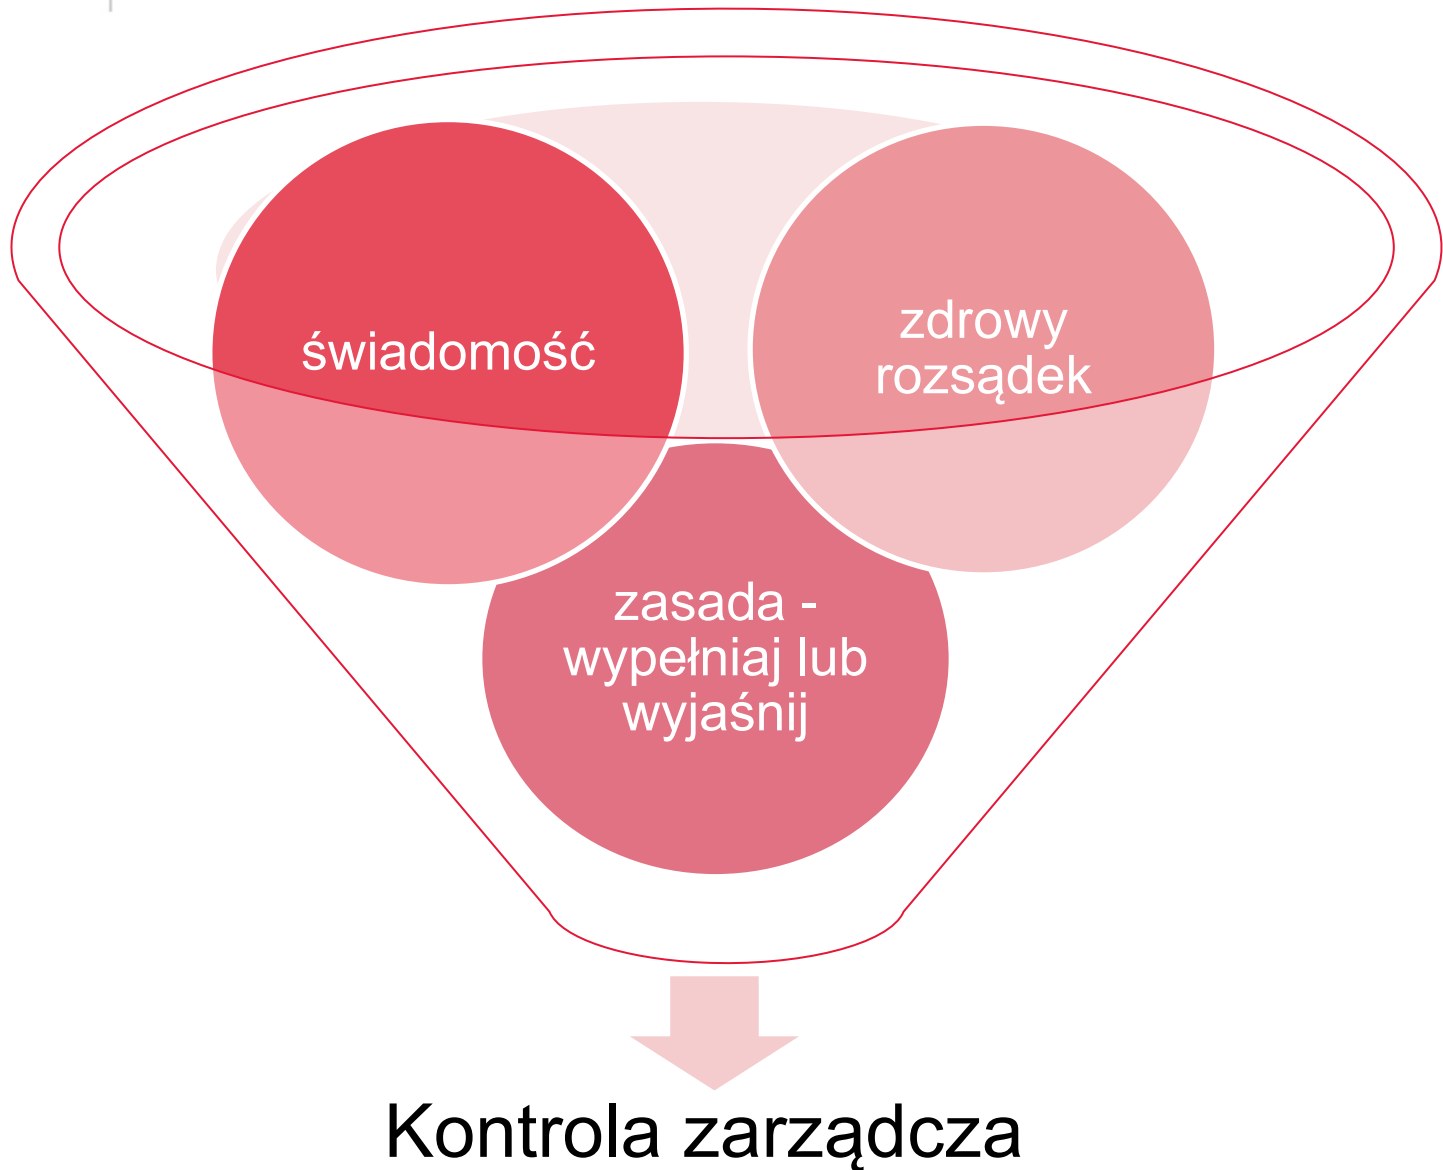 świadomość
zdrowy
rozsądek
zasada -
wypełniaj lub
wyjaśnij
Kontrola zarządcza